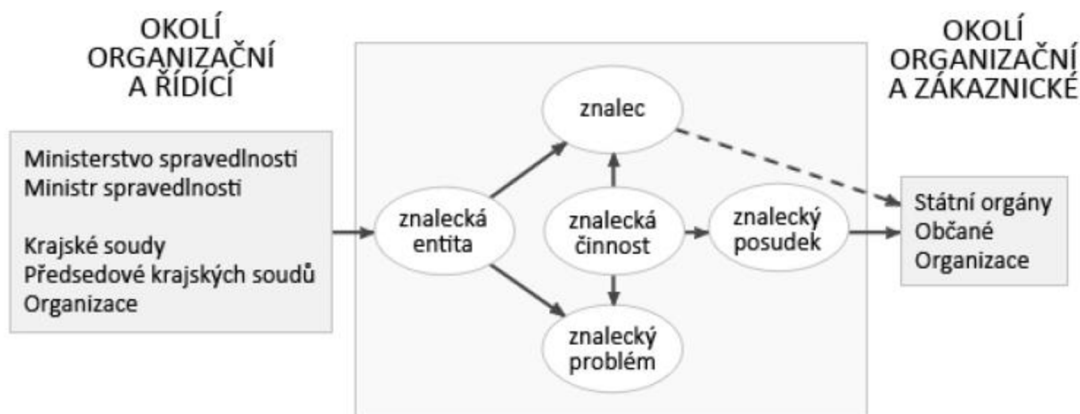 OKOLÍ
ORGANIZAČNÍ
A ŘÍDÍCÍ
Ministerstvo spravedlnosti
Ministr spravedlnosti
Krajské soudy
Předsedové krajských soudů
Organizace
znalec
znalecká
entita
znalecká
činnost
znalecký
posudek
znalecký
problém
OKOLÍ
ORGANIZAČNÍ
A ZÁKAZNICKÉ
Státní orgány
Občané
Organizace